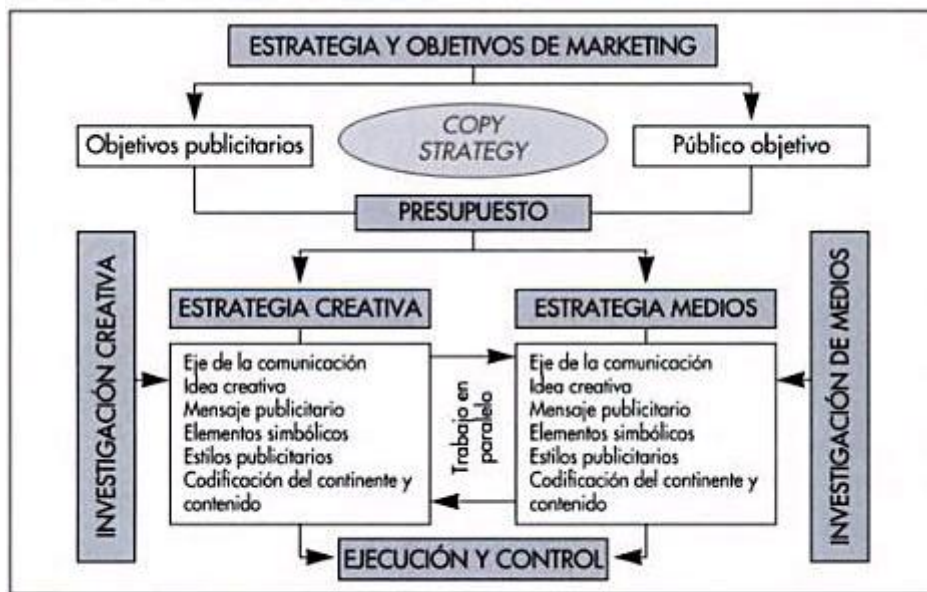 ESTRATEGIA Y OBJETIVOS DE MARKETING
Objetivos publicitarios
COPY
STRATEGY
Público objetivo
PRESUPUESTO
INVESTIGACIÓN CREATIVA
ESTRATEGIA CREATIVA
Eje de la comunicación
Idea creativa
Mensaje publicitario
Elementos simbólicos
Estilos publicitarios
Codificación del continente y
contenido
Trabajo en
paralelo
ESTRATEGIA MEDIOS
Eje de la comunicación
Idea creativa
Mensaje publicitario
Elementos simbólicos
Estilos publicitarios
Codificación del continente y
contenido
INVESTIGACIÓN DE MEDIOS
EJECUCIÓN Y CONTROL